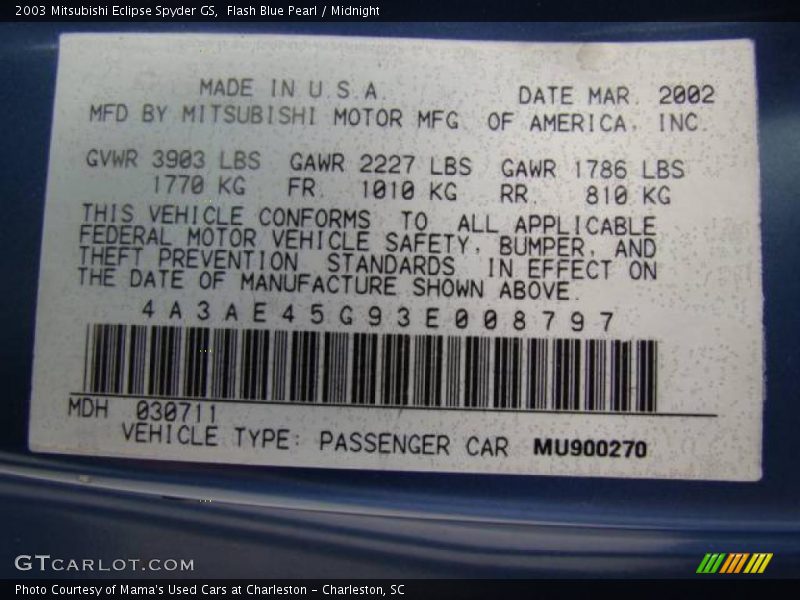 2003 Mitsubishi Eclipse Spyder GS,  Flash Blue Pearl / Midnight
MADE IN U.S.A.  DATE MAR. 2002
MFD BY MITSUBISHI MOTOR MFG OF AMERICA, INC.
GVWR 3903 LBS  GAWR 2227 LBS  GAWR 1786 LBS
1770 KG  FR.  1010 KG  RR.  810 KG
THIS VEHICLE CONFORMS TO ALL APPLICABLE
FEDERAL MOTOR VEHICLE SAFETY, BUMPER, AND
THEFT PREVENTION STANDARDS IN EFFECT ON
THE DATE OF MANUFACTURE SHOWN ABOVE.
4A3AE45G93E008797
MDH 030711
VEHICLE TYPE: PASSENGER CAR MU900270
GTCARLOT.COM
Photo Courtesy of Mama's Used Cars at Charleston - Charleston, SC